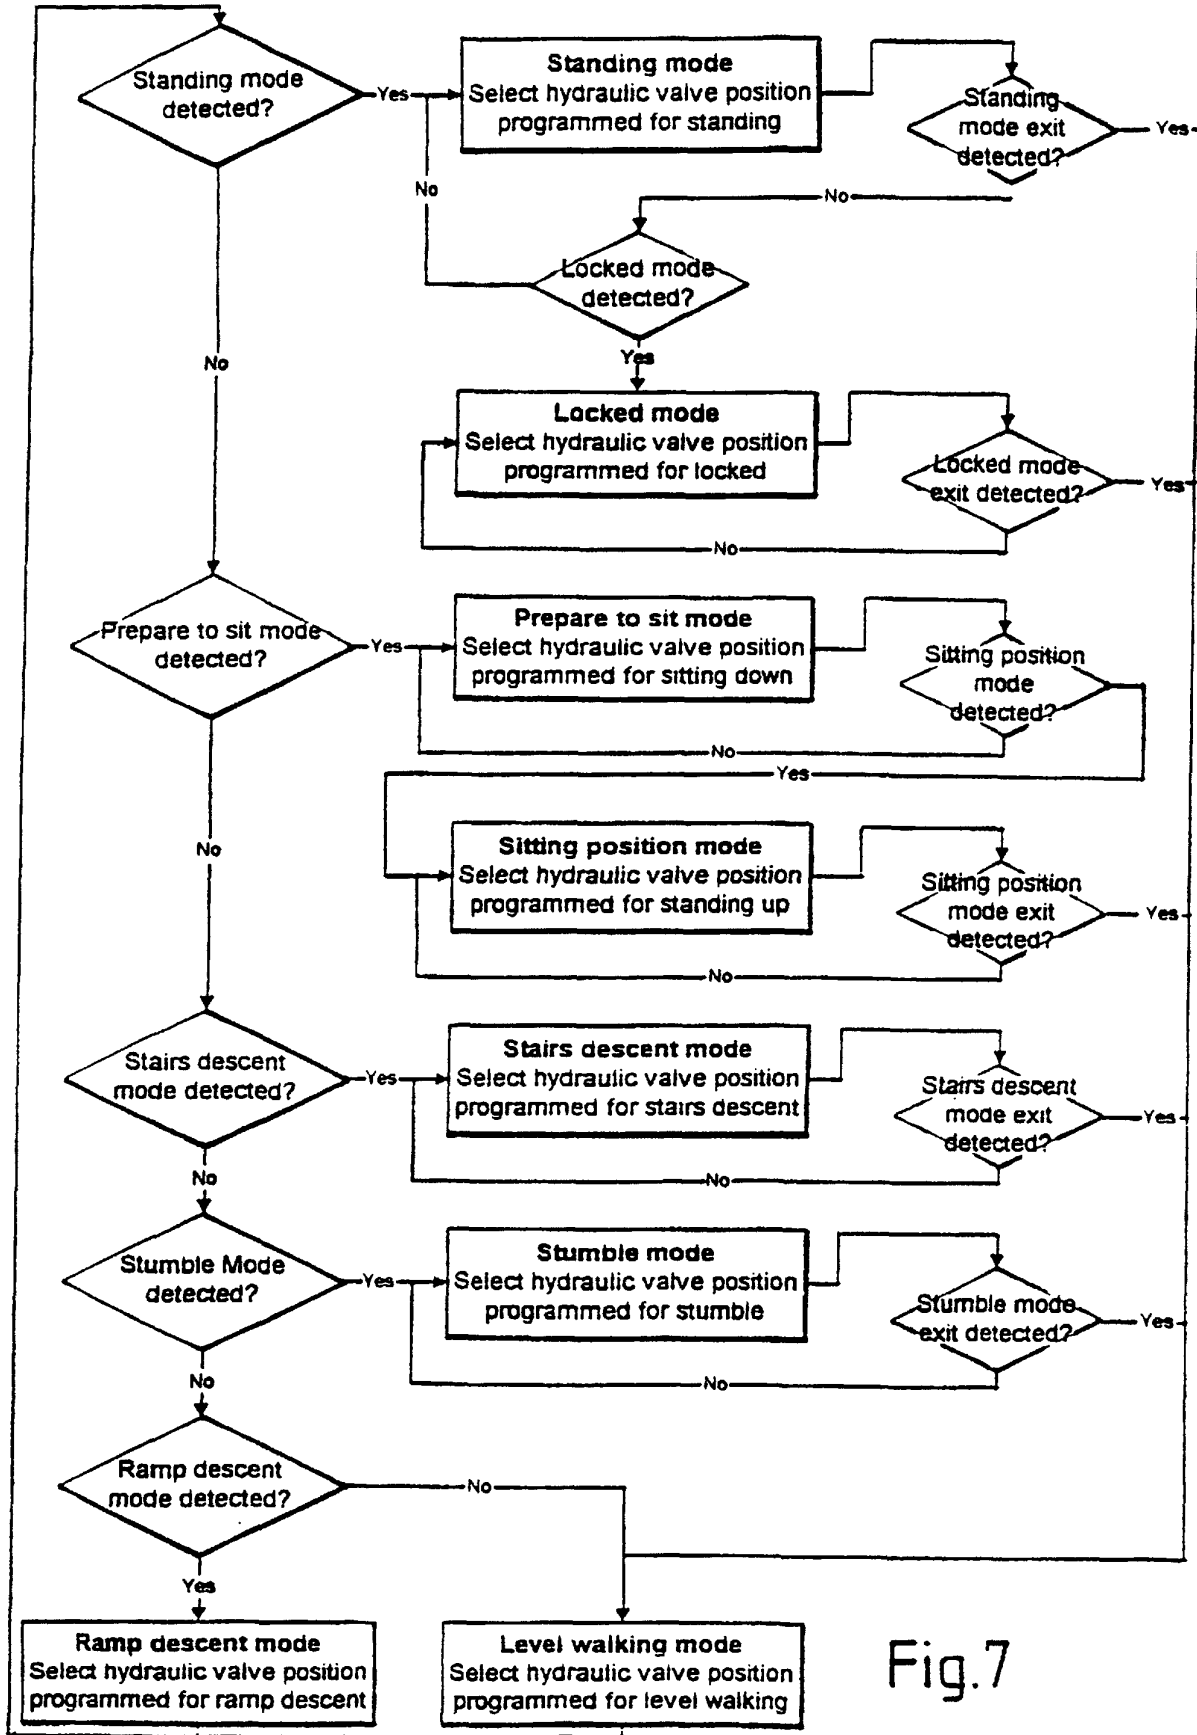 Standing mode
detected?
Yes
Standing mode
Select hydraulic valve position
programmed for standing
Standing
mode exit
detected?
Yes
No
No
Locked mode
detected?
Yes
No
Locked mode
Select hydraulic valve position
programmed for locked
Locked mode
exit detected?
Yes
No
Prepare to sit mode
detected?
Yes
Prepare to sit mode
Select hydraulic valve position
programmed for sitting down
Sitting position
mode
detected?
No
Yes
No
Sitting position mode
Select hydraulic valve position
programmed for standing up
Sitting position
mode exit
detected?
Yes
No
Stairs descent
mode detected?
Yes
Stairs descent mode
Select hydraulic valve position
programmed for stairs descent
Stairs descent
mode exit
detected?
Yes
No
No
Stumble Mode
detected?
Yes
Stumble mode
Select hydraulic valve position
programmed for stumble
Stumble mode
exit detected?
Yes
No
No
Ramp descent
mode detected?
No
Yes
Ramp descent mode
Select hydraulic valve position
programmed for ramp descent
Level walking mode
Select hydraulic valve position
programmed for level walking
Fig.7